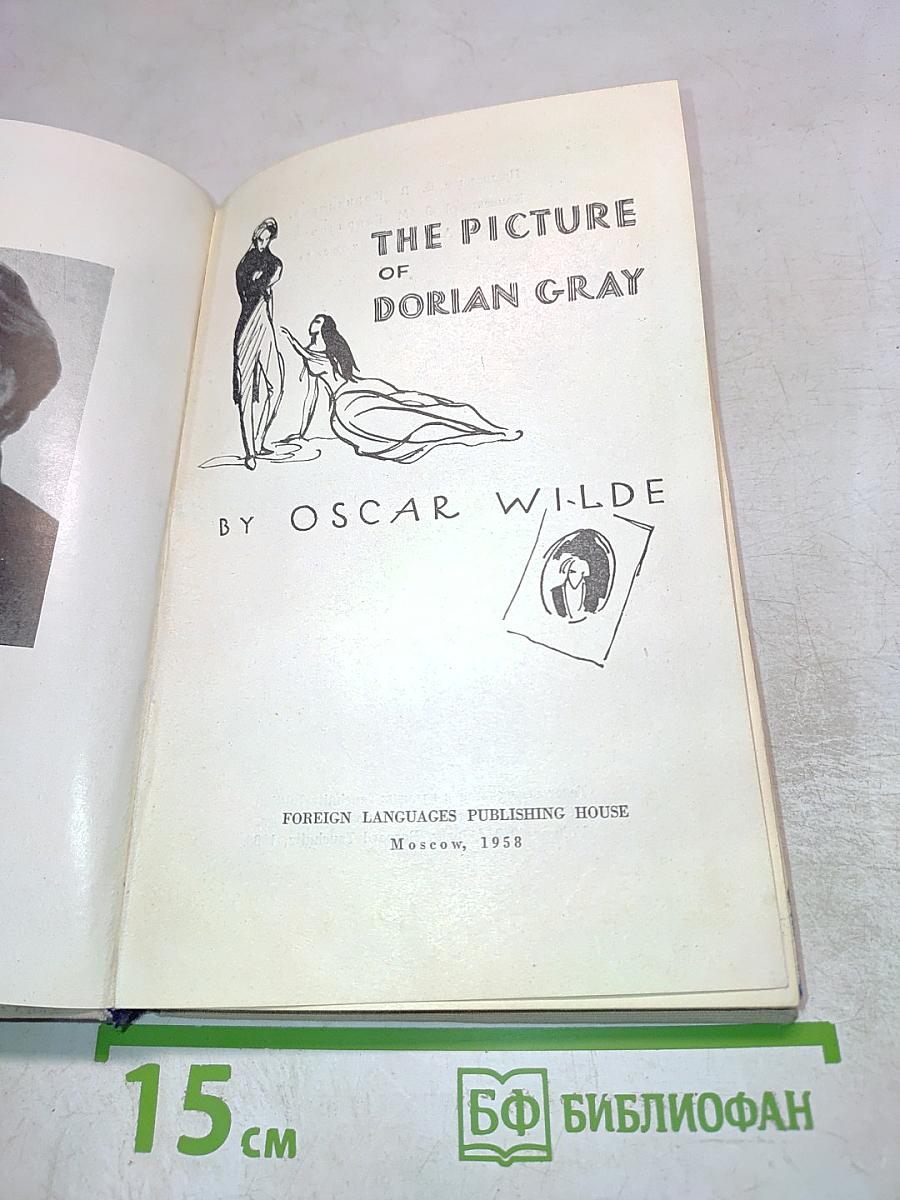 THE PICTURE
OF
DORIAN GRAY
BY OSCAR WILDE
FOREIGN LANGUAGES PUBLISHING HOUSE
Moscow, 1958
15 см
БФ БИБЛИОФАН